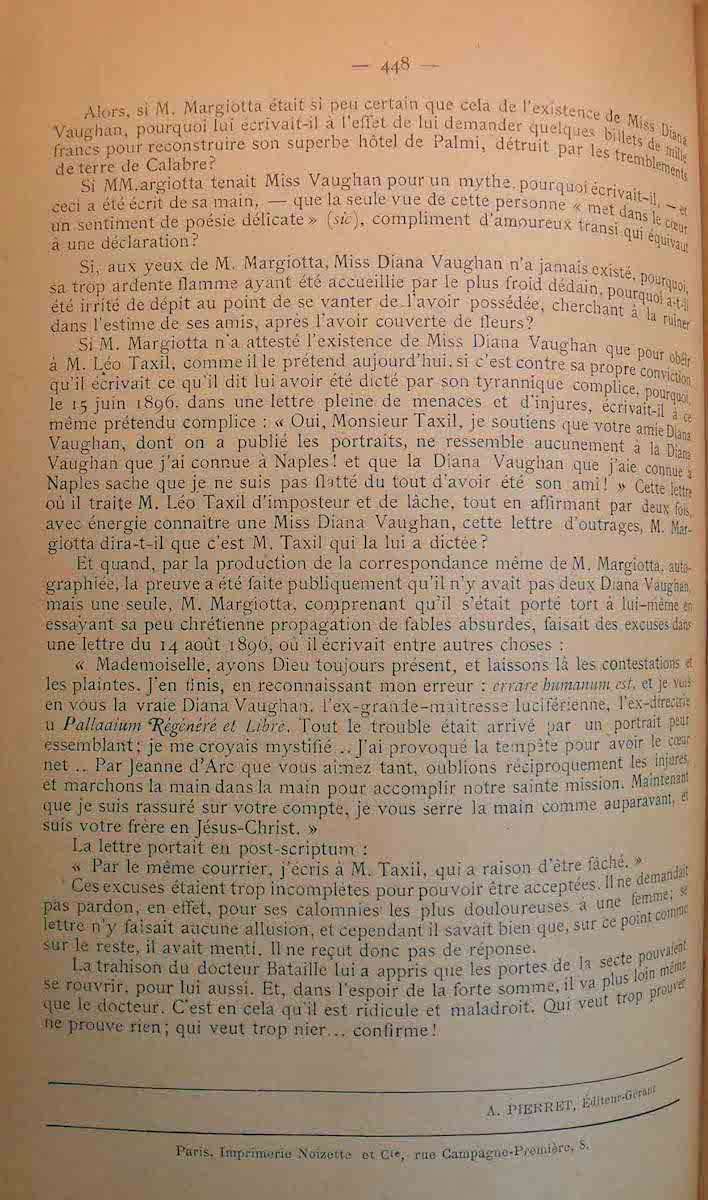 — 448 —
Alors, si M. Margiotta était si peu certain que cela de l'existence de Miss Diana
Vaughan, pourquoi lui ecrivait-il à l'effet de lui demander quelques billets de mille
francs pour reconstruire son superbe hôtel de Palmi, détruit par les tremblements
de terre de Calabre?
Si MM.argiotta tenait Miss Vaughan pour un mythe, pourquoi écrivait-il, — et
ceci a été écrit de sa main, — que la seule vue de cette personne « met dans le cœur
un sentiment de poésie délicate » (sic), compliment d'amoureux transi qui équivaut
à une déclaration?
Si, aux yeux de M. Margiotta, Miss Diana Vaughan n'a jamais existé, pourquoi,
sa trop ardente flamme ayant été accueillie par le plus froid dédain, pourquoi a-t-il
été irrité de dépit au point de se vanter de l'avoir possédée, cherchant à la ruiner
dans l'estime de ses amis, après l'avoir couverte de fleurs?
Si M. Margiotta n'a attesté l'existence de Miss Diana Vaughan que pour obéir
à M. Léo Taxil, comme il le prétend aujourd'hui, si c'est contre sa propre conviction
qu'il écrivait ce qu'il dit lui avoir été dicté par son tyrannique complice, pourquoi,
le 15 juin 1896, dans une lettre pleine de menaces et d'injures, écrivait-il à ce
même prétendu complice : « Oui, Monsieur Taxil, je soutiens que votre amie Diana
Vaughan, dont on a publié les portraits, ne ressemble aucunement à la Diana
Vaughan que j'ai connue à Naples! et que la Diana Vaughan que j'aie connue à
Naples sache que je ne suis pas flatté du tout d'avoir été son ami! » Cette lettre
où il traite M. Léo Taxil d'imposteur et de lâche, tout en affirmant par deux fois,
avec énergie connaitre une Miss Diana Vaughan, cette lettre d'outrages, M. Mar-
giotta dira-t-il que c'est M. Taxil qui la lui a dictée?
Et quand, par la production de la correspondance même de M. Margiotta, auto-
graphiée, la preuve a été faite publiquement qu'il n'y avait pas deux Diana Vaughan,
mais une seule, M. Margiotta, comprenant qu'il s'était porté tort à lui-même en
essayant sa peu chrétienne propagation de fables absurdes, faisait des excuses dans
une lettre du 14 août 1896, où il écrivait entre autres choses :
« Mademoiselle, ayons Dieu toujours présent, et laissons là les contestations et
les plaintes. J'en finis, en reconnaissant mon erreur : errare humanum est, et je vois
en vous la vraie Diana Vaughan, l'ex-grande-maitresse luciférienne, l'ex-directrie
u Palladium Régénéré et Libre. Tout le trouble était arrivé par un portrait peur
essemblant; je me croyais mystifié .. J'ai provoqué la tempête pour avoir le cœur
net .. Par Jeanne d'Arc que vous aimez tant, oublions réciproquement les injures,
et marchons la main dans la main pour accomplir notre sainte mission. Maintenant
que je suis rassuré sur votre compte, je vous serre la main comme auparavant, et
suis votre frère en Jésus-Christ. »
La lettre portait en post-scriptum :
« Par le même courrier, j'écris à M. Taxil, qui a raison d'être fâché. »
Ces excuses étaient trop incomplètes pour pouvoir être acceptées. Il ne demandait
pas pardon, en effet, pour ses calomnies les plus douloureuses à une femme; sa
lettre n'y faisait aucune allusion, et cependant il savait bien que, sur ce point comme
sur le reste, il avait menti. Il ne reçut donc pas de réponse.
La trahison du docteur Bataille lui a appris que les portes de la secte pouvaient
se rouvrir, pour lui aussi. Et, dans l'espoir de la forte somme, il va plus loin même
que le docteur. C'est en cela qu'il est ridicule et maladroit. Qui veut trop prouver
ne prouve rien; qui veut trop nier... confirme!
A. PIERRET, Éditeur-Gérant
Paris, Imprimerie Noizette et Cie, rue Campagne-Première, 8.